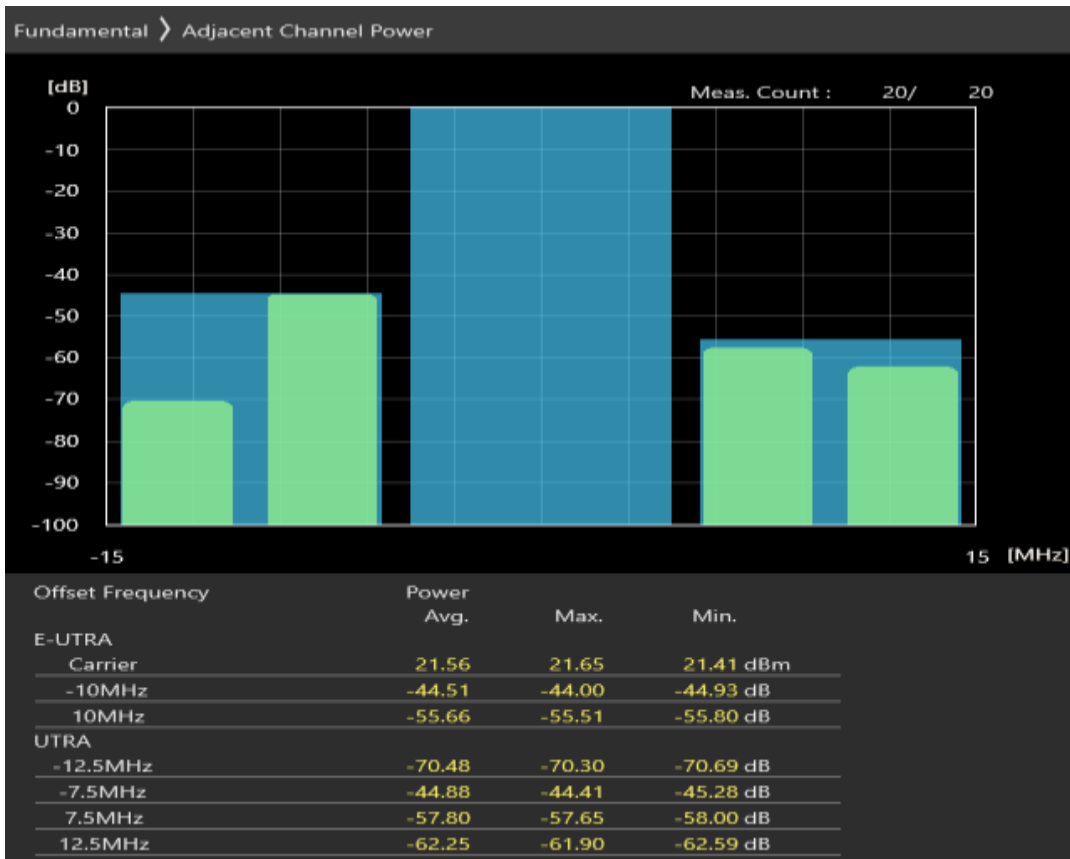 Fundamental ❯ Adjacent Channel Power
[dB]
Meas. Count : 20/ 20
0
-10
-20
-30
-40
-50
-60
-70
-80
-90
-100
-15 15 [MHz]
Offset Frequency Power
Avg. Max. Min.
E-UTRA
Carrier 21.56 21.65 21.41 dBm
-10MHz -44.51 -44.00 -44.93 dB
10MHz -55.66 -55.51 -55.80 dB
UTRA
-12.5MHz -70.48 -70.30 -70.69 dB
-7.5MHz -44.88 -44.41 -45.28 dB
7.5MHz -57.80 -57.65 -58.00 dB
12.5MHz -62.25 -61.90 -62.59 dB